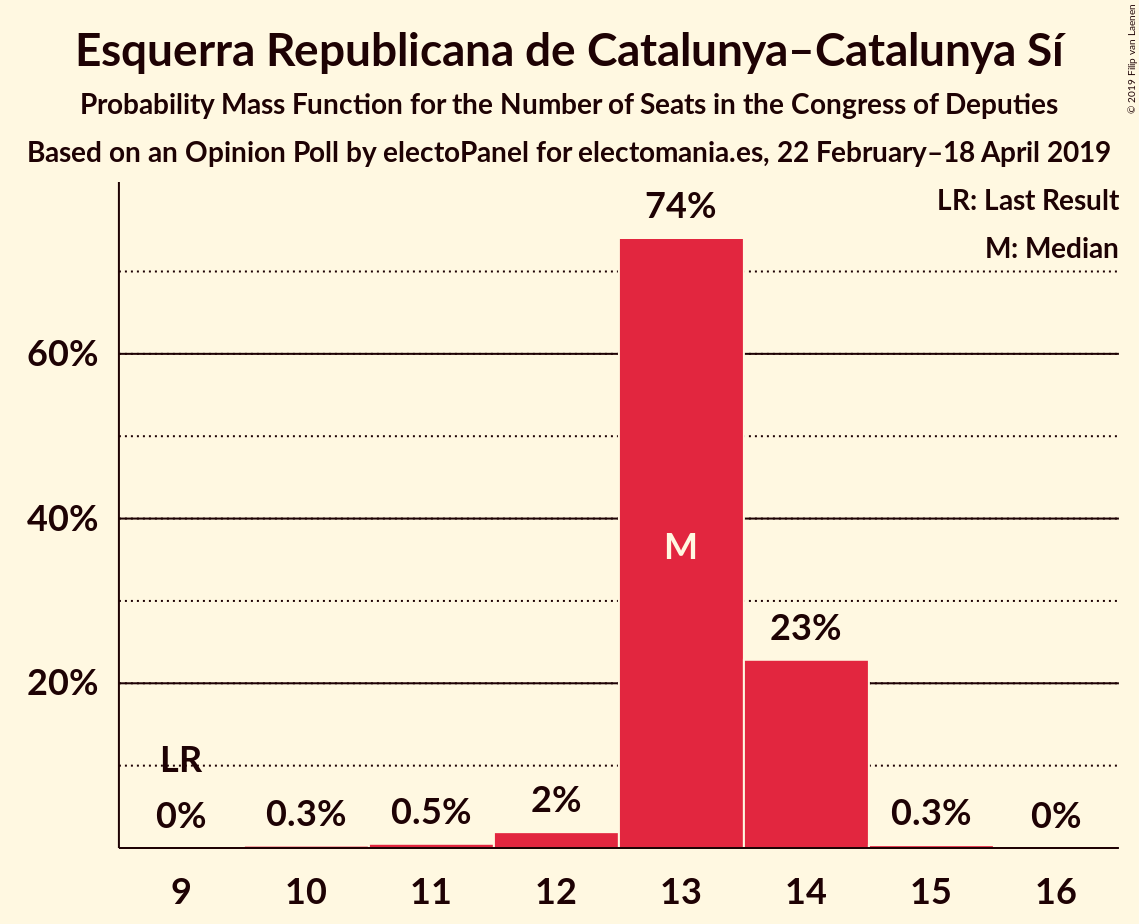 Esquerra Republicana de Catalunya–Catalunya Sí
Probability Mass Function for the Number of Seats in the Congress of Deputies
Based on an Opinion Poll by electoPanel for electomania.es, 22 February–18 April 2019
© 2019 Filip van Laenen
LR: Last Result
M: Median
74%
60%
40%
M
23%
20%
LR
0% 0.3% 0.5% 2% 0.3% 0%
9 10 11 12 13 14 15 16